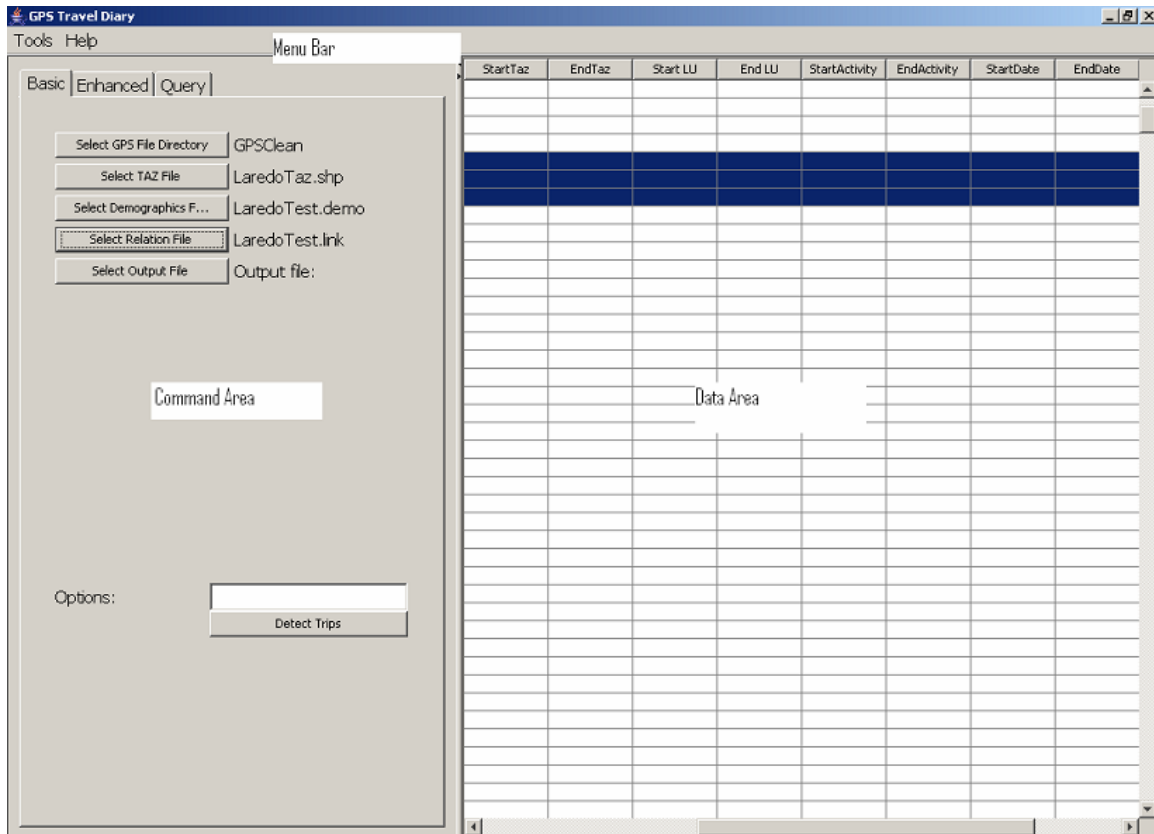 GPS Travel Diary
Tools Help
Menu Bar
Basic Enhanced Query
Select GPS File Directory GPSClean
Select TAZ File LaredoTaz.shp
Select Demographics F... LaredoTest.demo
Select Relation File LaredoTest.link
Select Output File Output file:
Command Area
Options:
Detect Trips
StartTaz EndTaz Start LU End LU StartActivity EndActivity StartDate EndDate
Data Area